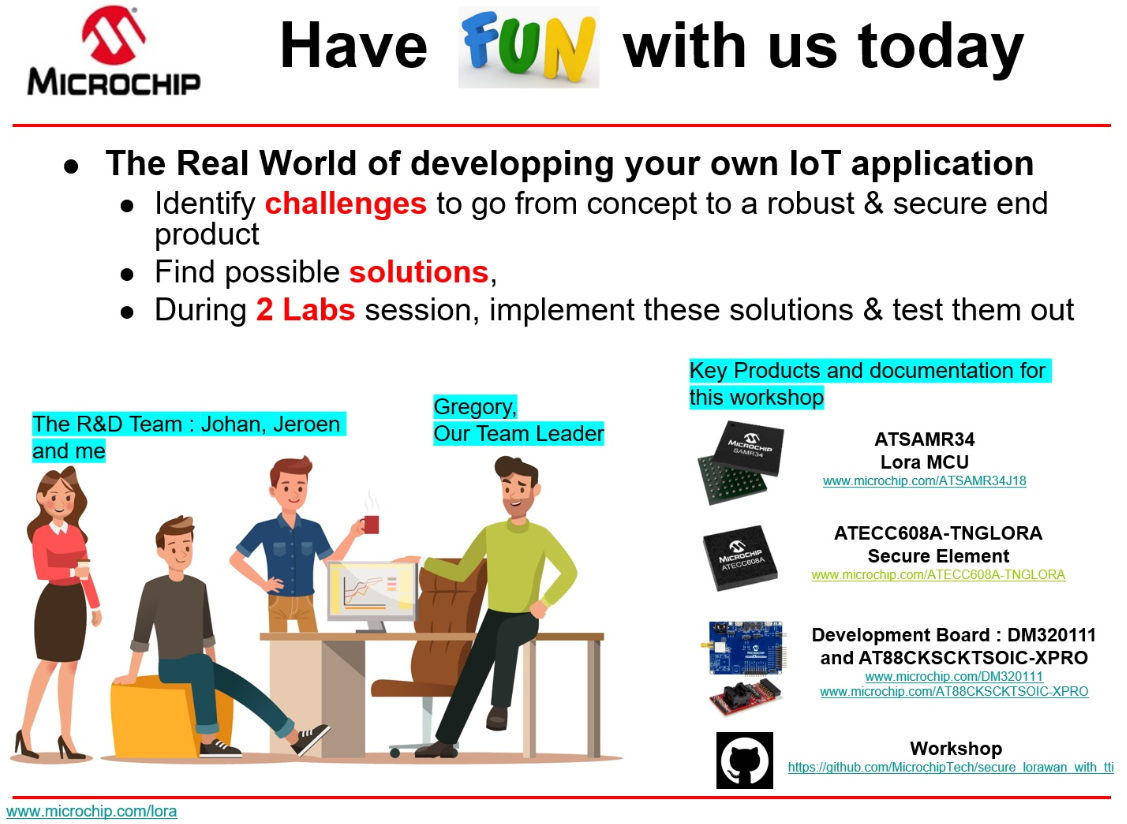 MICROCHIP
Have FUN with us today
The Real World of developping your own IoT application
Identify challenges to go from concept to a robust & secure end
product
Find possible solutions,
During 2 Labs session, implement these solutions & test them out
The R&D Team : Johan, Jeroen
and me
Gregory,
Our Team Leader
Key Products and documentation for
this workshop
MICROCHIP
SAMR34
ATSAMR34
Lora MCU
www.microchip.com/ATSAMR34J18
MICROCHIP
ATECC608A
ATECC608A-TNGLORA
Secure Element
www.microchip.com/ATECC608A-TNGLORA
Development Board : DM320111
and AT88CKSCKTSOIC-XPRO
www.microchip.com/DM320111
www.microchip.com/AT88CKSCKTSOIC-XPRO
Workshop
https://github.com/MicrochipTech/secure_lorawan_with_tti
www.microchip.com/lora